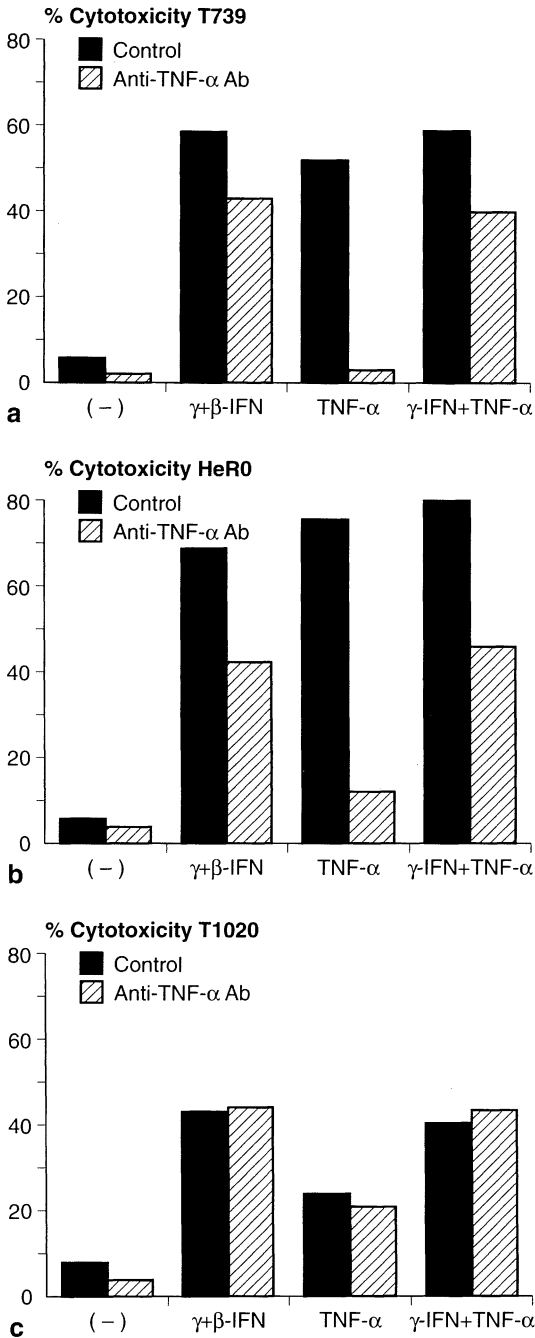 % Cytotoxicity T739
80
Control
Anti-TNF-α Ab
60
40
20
0
(−) γ+β-IFN TNF-α γ-IFN+TNF-α
a
% Cytotoxicity HeR0
80
Control
Anti-TNF-α Ab
60
40
20
0
(−) γ+β-IFN TNF-α γ-IFN+TNF-α
b
% Cytotoxicity T1020
80
Control
Anti-TNF-α Ab
60
40
20
0
(−) γ+β-IFN TNF-α γ-IFN+TNF-α
c